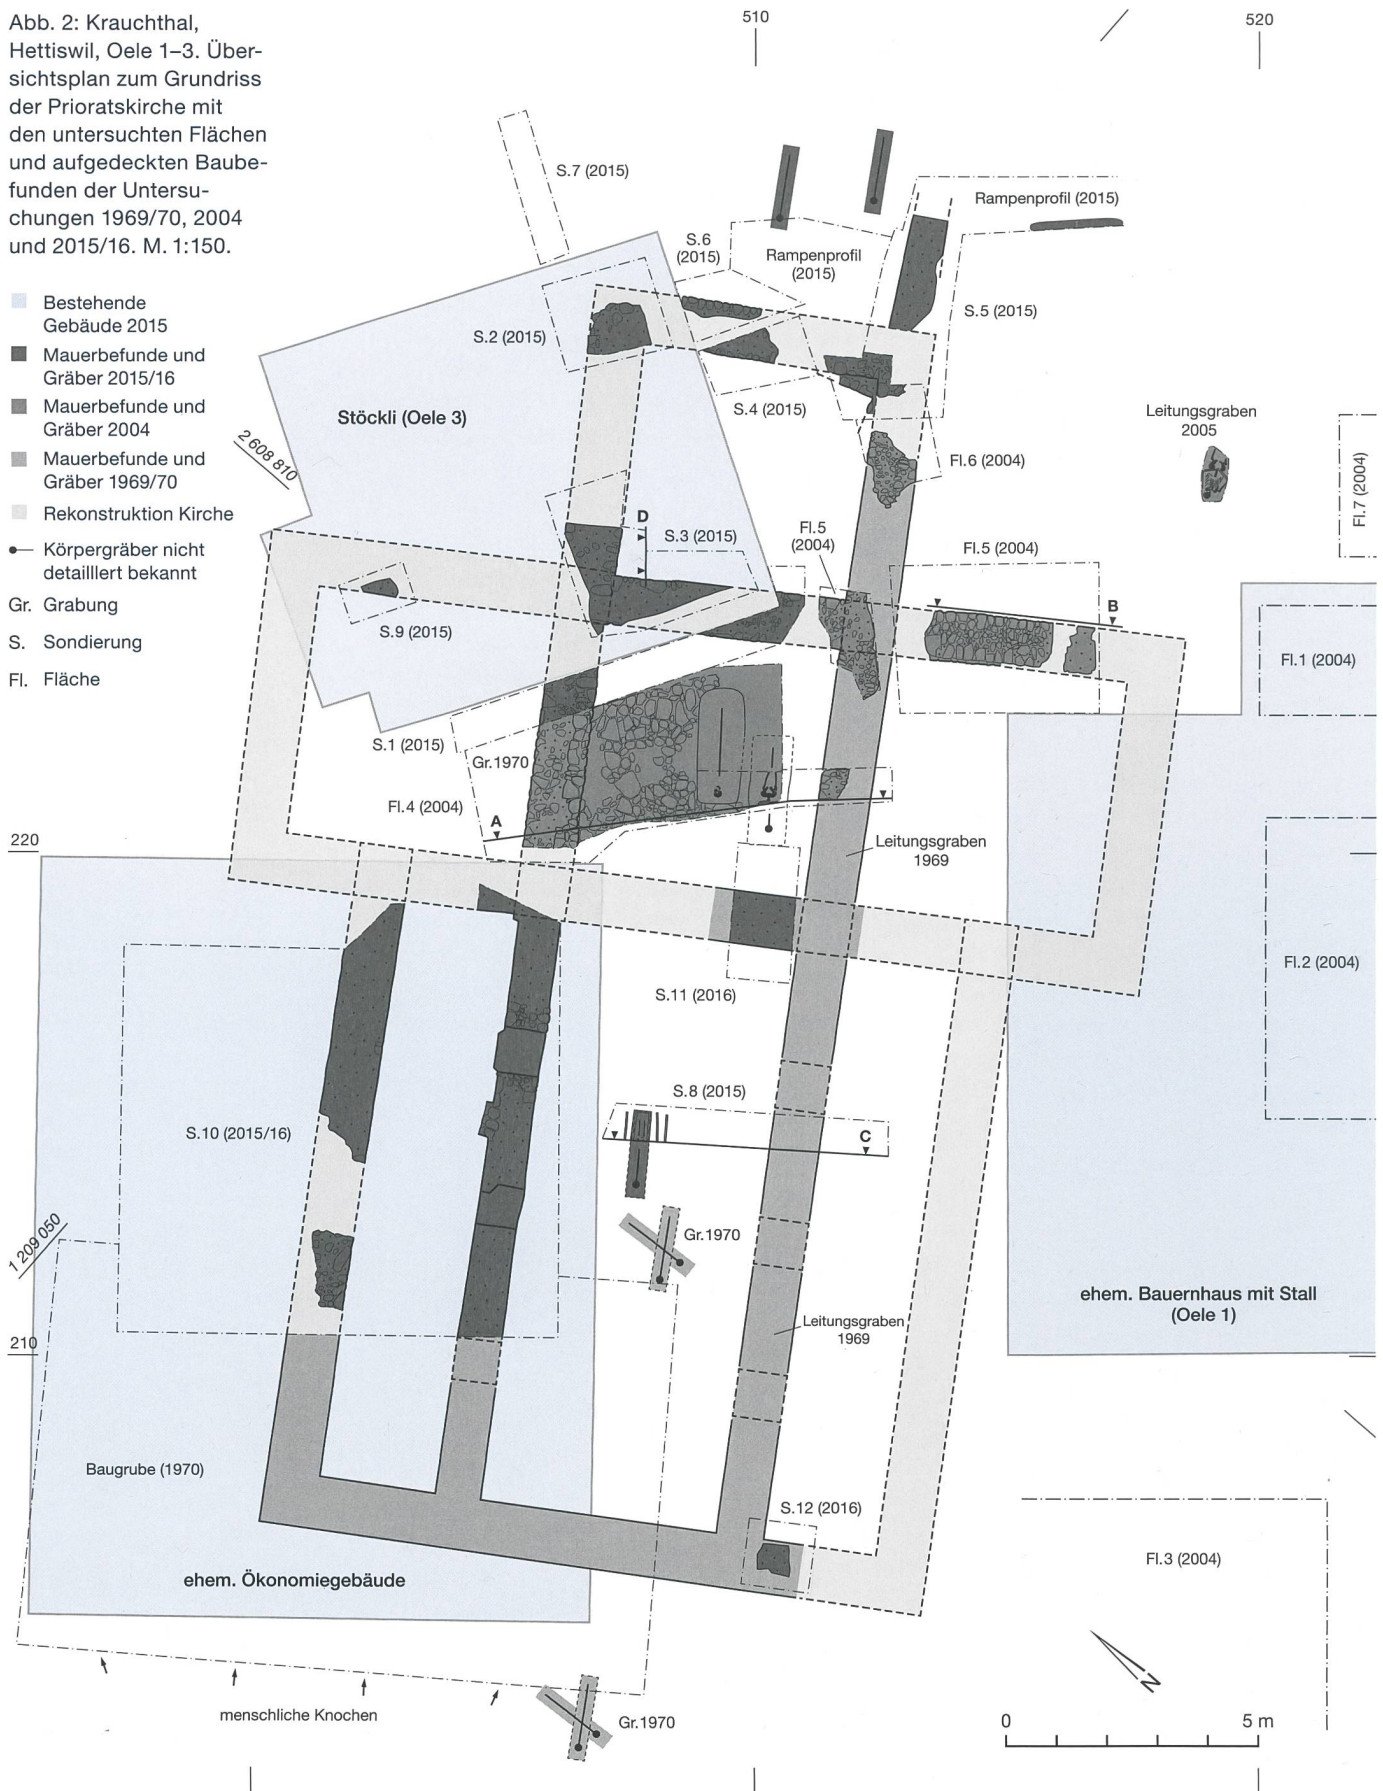 Abb. 2: Krauchthal,
Hettiswil, Oele 1–3. Über-
sichtsplan zum Grundriss
der Prioratskirche mit
den untersuchten Flächen
und aufgedeckten Baube-
funden der Untersu-
chungen 1969/70, 2004
und 2015/16. M. 1:150.
Bestehende
Gebäude 2015
Mauerbefunde und
Gräber 2015/16
Mauerbefunde und
Gräber 2004
Mauerbefunde und
Gräber 1969/70
Rekonstruktion Kirche
Körpergräber nicht
detailliert bekannt
Gr. Grabung
S. Sondierung
Fl. Fläche
510
520
S.7 (2015)
Rampenprofil (2015)
S.6
(2015)
Rampenprofil
(2015)
S.2 (2015)
S.5 (2015)
Stöckli (Oele 3)
S.4 (2015)
Leitungsgraben
2005
2 608 810
Fl.6 (2004)
Fl.7 (2004)
D
S.3 (2015)
Fl.5
(2004)
Fl.5 (2004)
B
S.9 (2015)
Fl.1 (2004)
S.1 (2015)
Gr.1970
Fl.4 (2004)
A
220
Leitungsgraben
1969
Fl.2 (2004)
S.11 (2016)
S.8 (2015)
C
S.10 (2015/16)
1 209 050
Gr.1970
ehem. Bauernhaus mit Stall
(Oele 1)
Leitungsgraben
1969
210
Baugrube (1970)
S.12 (2016)
Fl.3 (2004)
ehem. Ökonomiegebäude
N
menschliche Knochen
Gr.1970
0
5 m